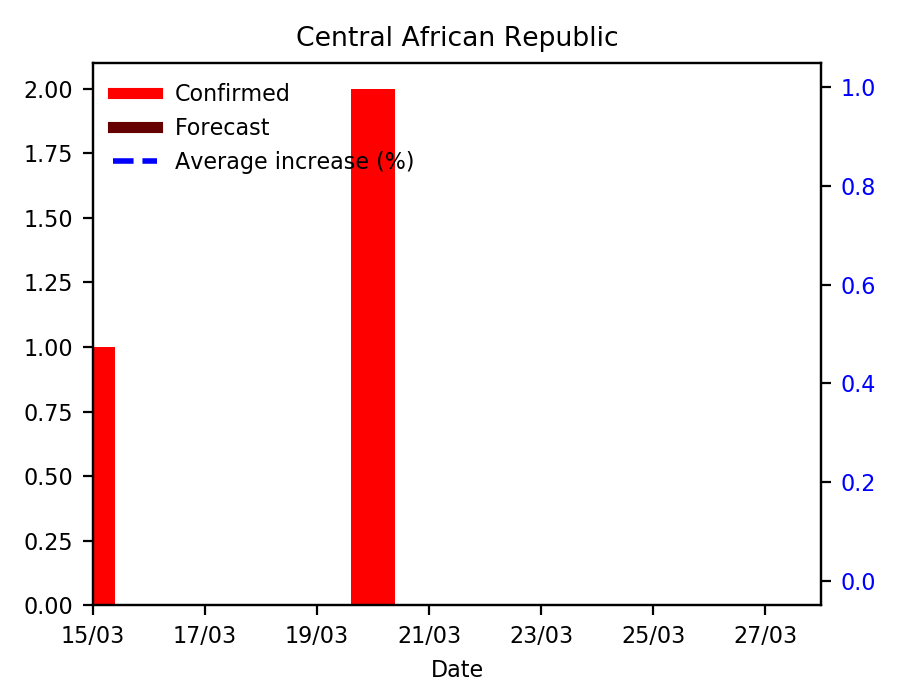 Central African Republic
Confirmed
Forecast
Average increase (%)
2.00
1.75
1.50
1.25
1.00
0.75
0.50
0.25
0.00
1.0
0.8
0.6
0.4
0.2
0.0
15/03 17/03 19/03 21/03 23/03 25/03 27/03
Date